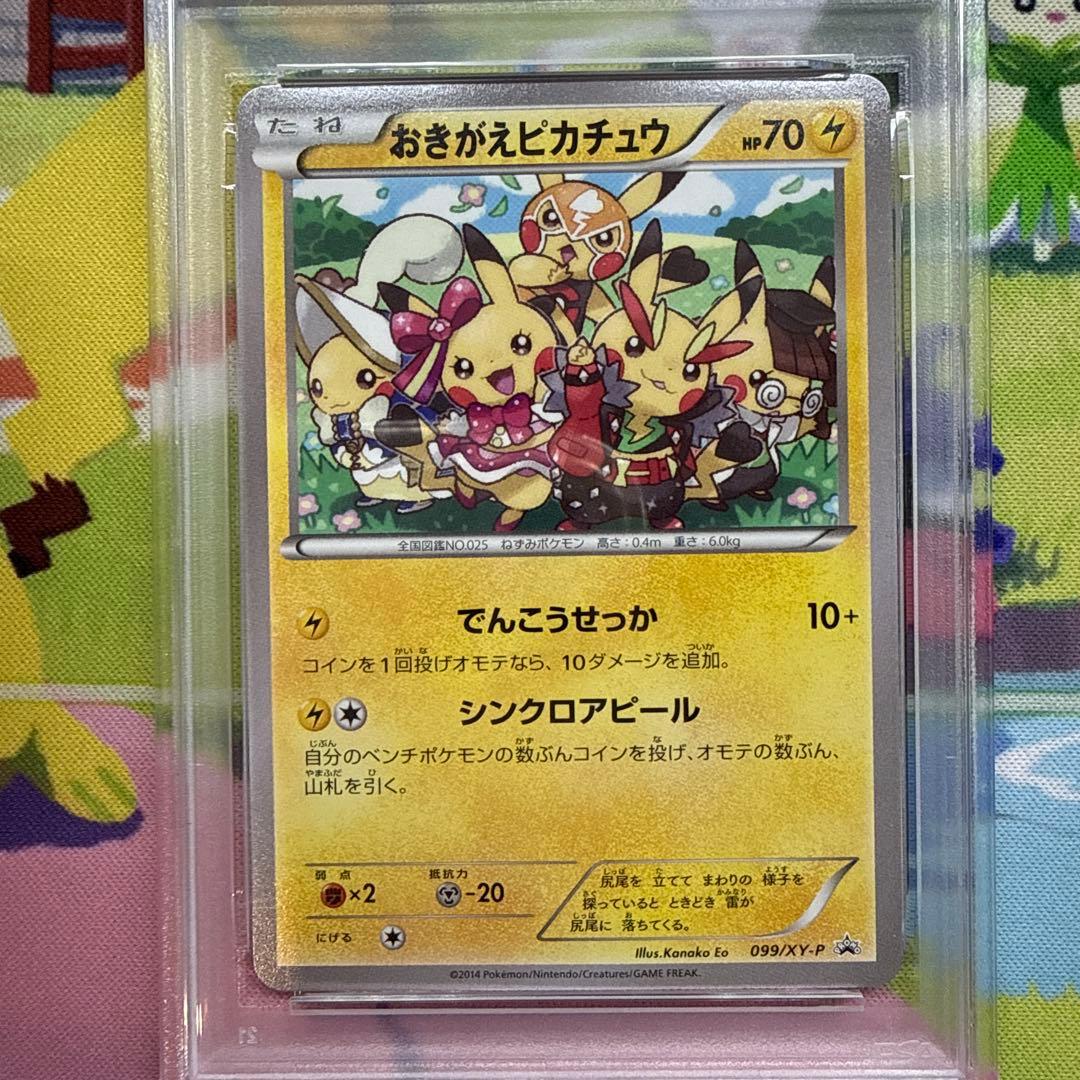 たね おきがえピカチュウ HP70
全国図鑑NO.025 ねずみポケモン 高さ:0.4m 重さ:6.0kg
でんこうせっか 10+
コインを1回投げオモテなら、10ダメージを追加。
シンクロアピール
自分のベンチポケモンの数ぶんコインを投げ、オモテの数ぶん、
山札を引く。
弱点 抵抗力
×2 -20
にげる
尻尾を 立てて まわりの 様子を
探っていると ときどき 雷が
尻尾に 落ちてくる。
Illus.Kanako Eo 099/XY-P
©2014 Pokémon/Nintendo/Creatures/GAME FREAK.